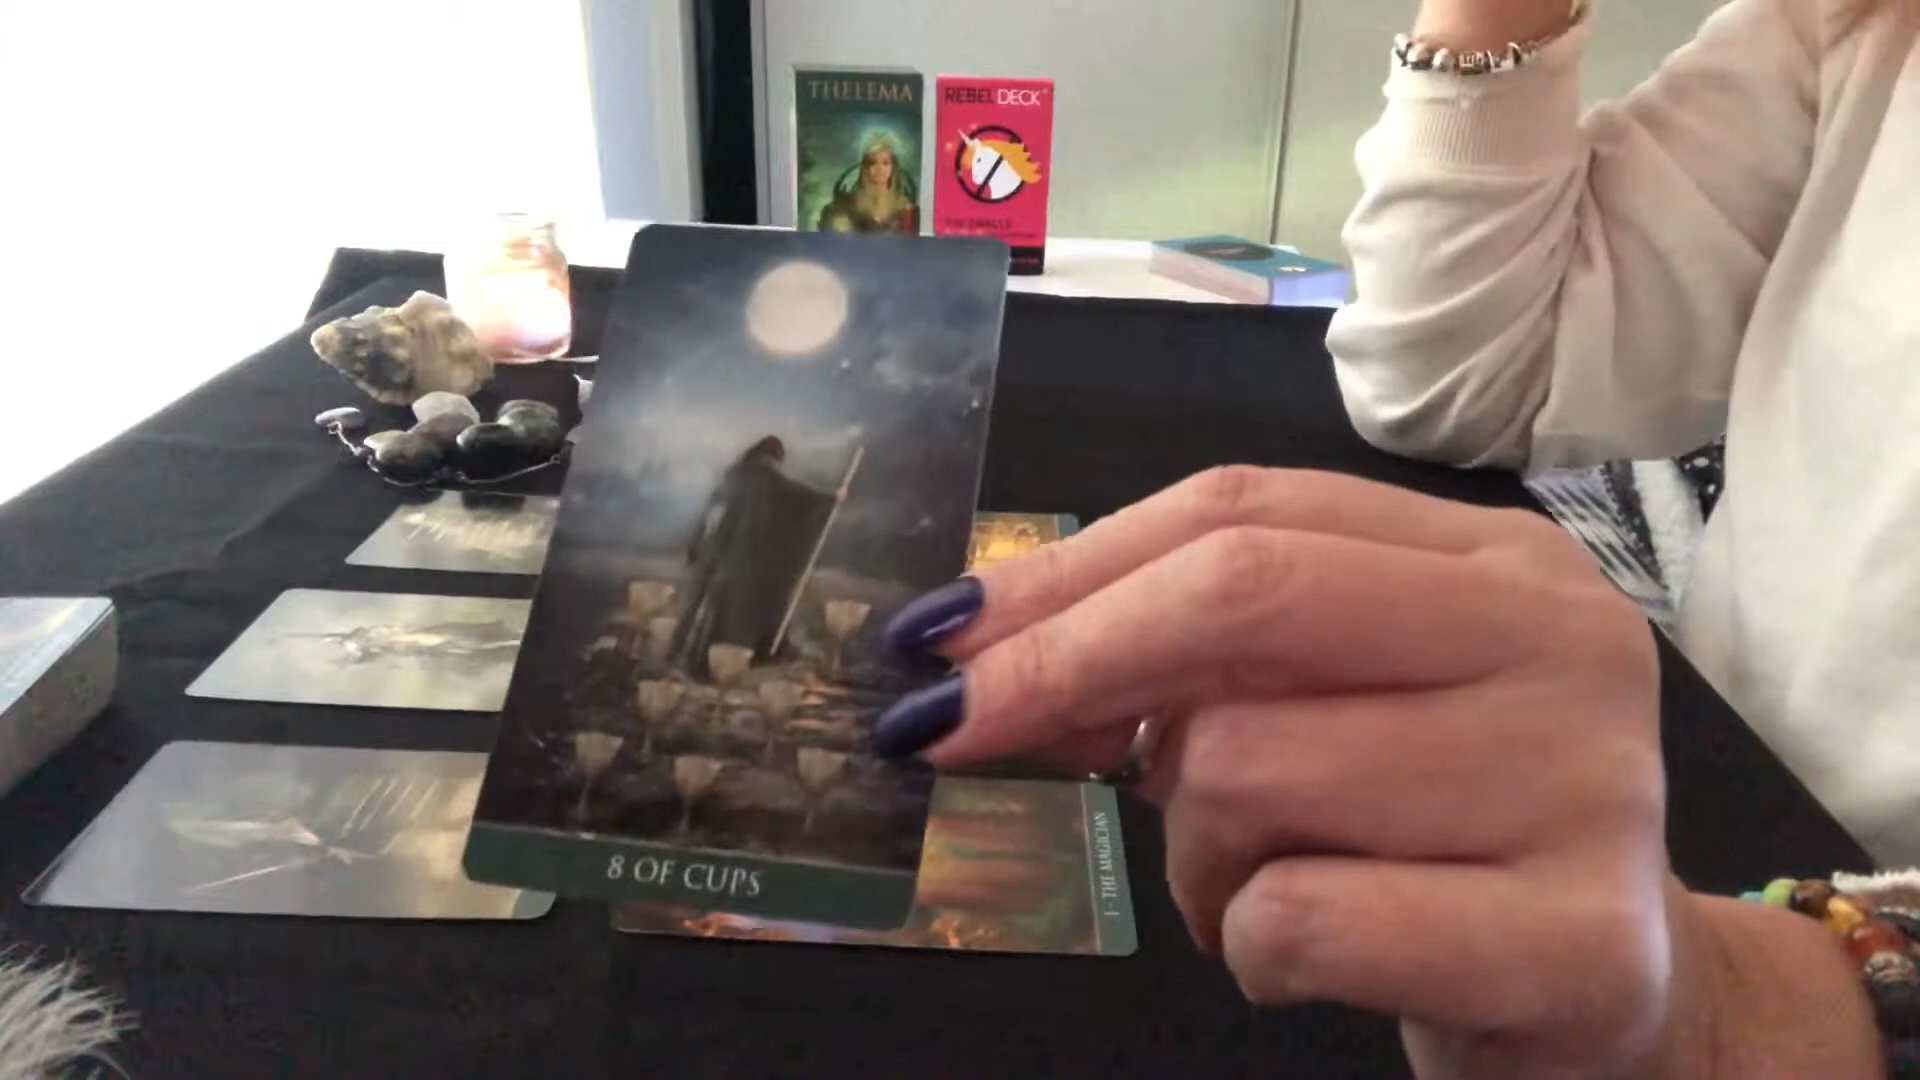 THELEMA
REBEL DECK
8 OF CUPS
I - THE MAGICIAN